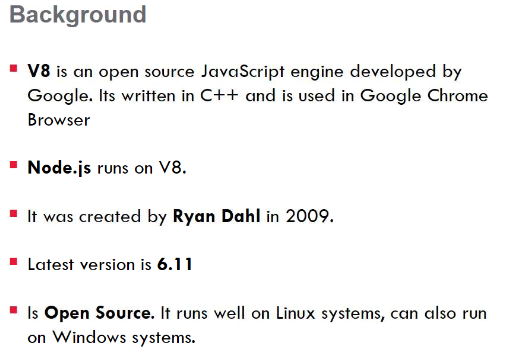 Background
▪ V8 is an open source JavaScript engine developed by
Google. Its written in C++ and is used in Google Chrome
Browser
▪ Node.js runs on V8.
▪ It was created by Ryan Dahl in 2009.
▪ Latest version is 6.11
▪ Is Open Source. It runs well on Linux systems, can also run
on Windows systems.